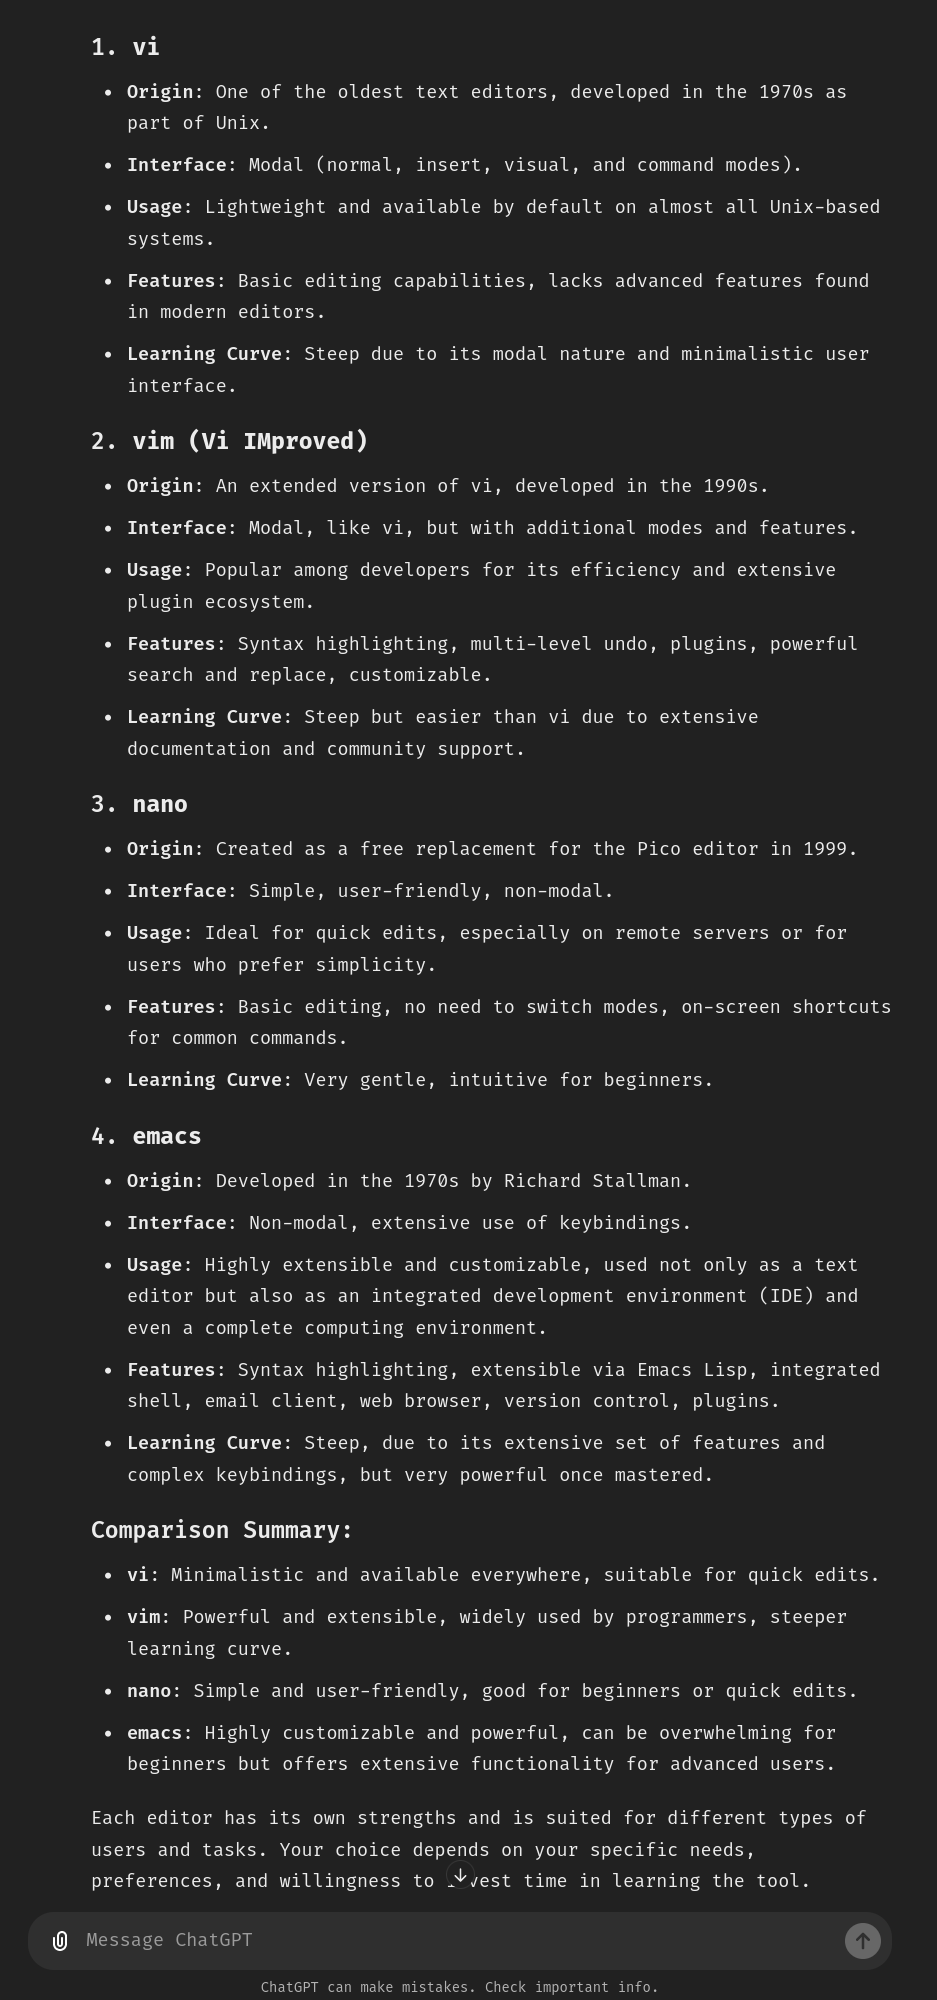 1. vi
• Origin: One of the oldest text editors, developed in the 1970s as
part of Unix.
• Interface: Modal (normal, insert, visual, and command modes).
• Usage: Lightweight and available by default on almost all Unix-based
systems.
• Features: Basic editing capabilities, lacks advanced features found
in modern editors.
• Learning Curve: Steep due to its modal nature and minimalistic user
interface.
2. vim (Vi IMproved)
• Origin: An extended version of vi, developed in the 1990s.
• Interface: Modal, like vi, but with additional modes and features.
• Usage: Popular among developers for its efficiency and extensive
plugin ecosystem.
• Features: Syntax highlighting, multi-level undo, plugins, powerful
search and replace, customizable.
• Learning Curve: Steep but easier than vi due to extensive
documentation and community support.
3. nano
• Origin: Created as a free replacement for the Pico editor in 1999.
• Interface: Simple, user-friendly, non-modal.
• Usage: Ideal for quick edits, especially on remote servers or for
users who prefer simplicity.
• Features: Basic editing, no need to switch modes, on-screen shortcuts
for common commands.
• Learning Curve: Very gentle, intuitive for beginners.
4. emacs
• Origin: Developed in the 1970s by Richard Stallman.
• Interface: Non-modal, extensive use of keybindings.
• Usage: Highly extensible and customizable, used not only as a text
editor but also as an integrated development environment (IDE) and
even a complete computing environment.
• Features: Syntax highlighting, extensible via Emacs Lisp, integrated
shell, email client, web browser, version control, plugins.
• Learning Curve: Steep, due to its extensive set of features and
complex keybindings, but very powerful once mastered.
Comparison Summary:
• vi: Minimalistic and available everywhere, suitable for quick edits.
• vim: Powerful and extensible, widely used by programmers, steeper
learning curve.
• nano: Simple and user-friendly, good for beginners or quick edits.
• emacs: Highly customizable and powerful, can be overwhelming for
beginners but offers extensive functionality for advanced users.
Each editor has its own strengths and is suited for different types of
users and tasks. Your choice depends on your specific needs,
preferences, and willingness to invest time in learning the tool.
Message ChatGPT
ChatGPT can make mistakes. Check important info.